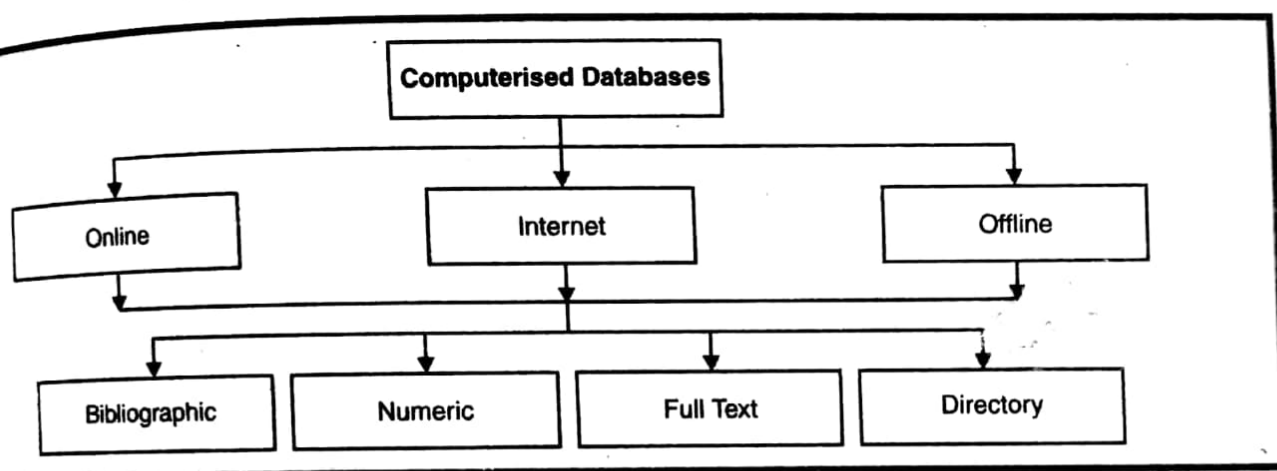 Computerised Databases
Online
Internet
Offline
Bibliographic
Numeric
Full Text
Directory